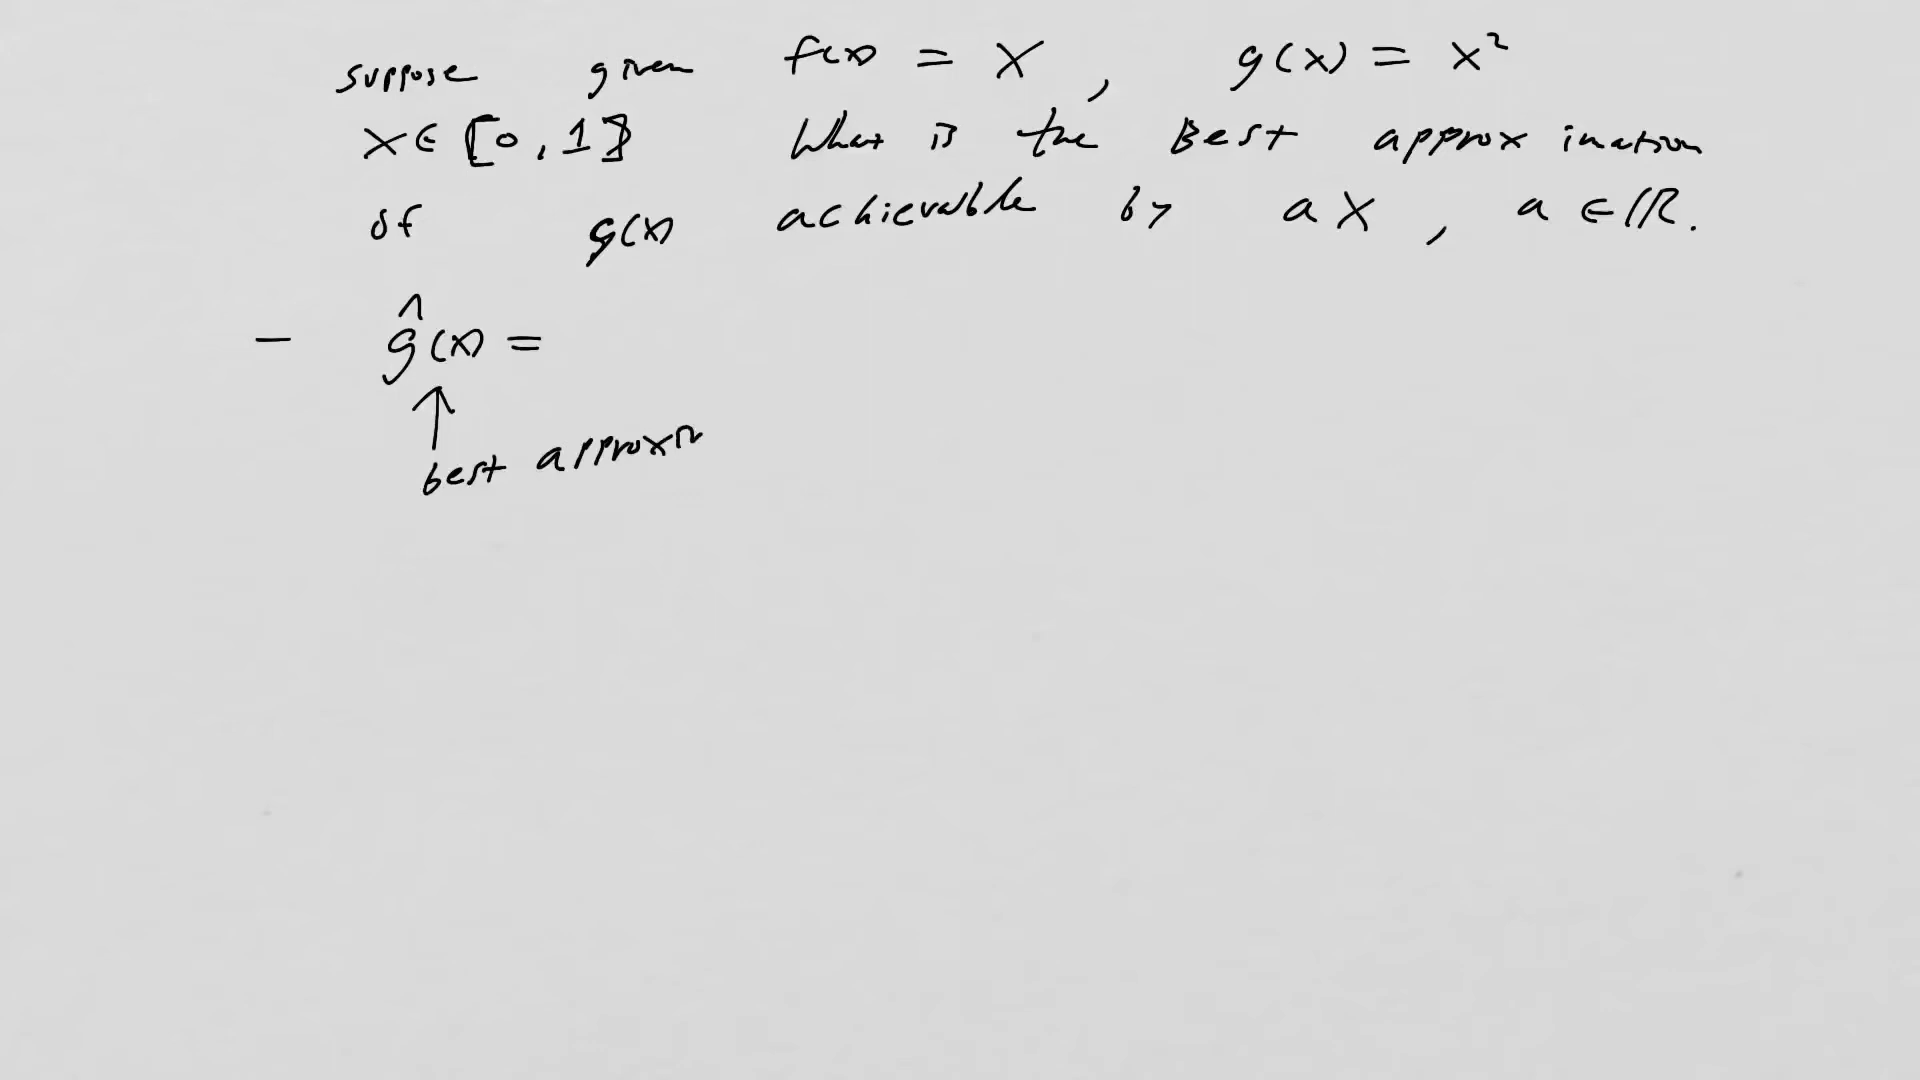 suppose given f(x) = x , g(x) = x²
x ∈ [0, 1] What is the Best approximation
of g(x) achievable by ax , a ∈ ℝ.
- ĝ(x) =
↑
best approxn